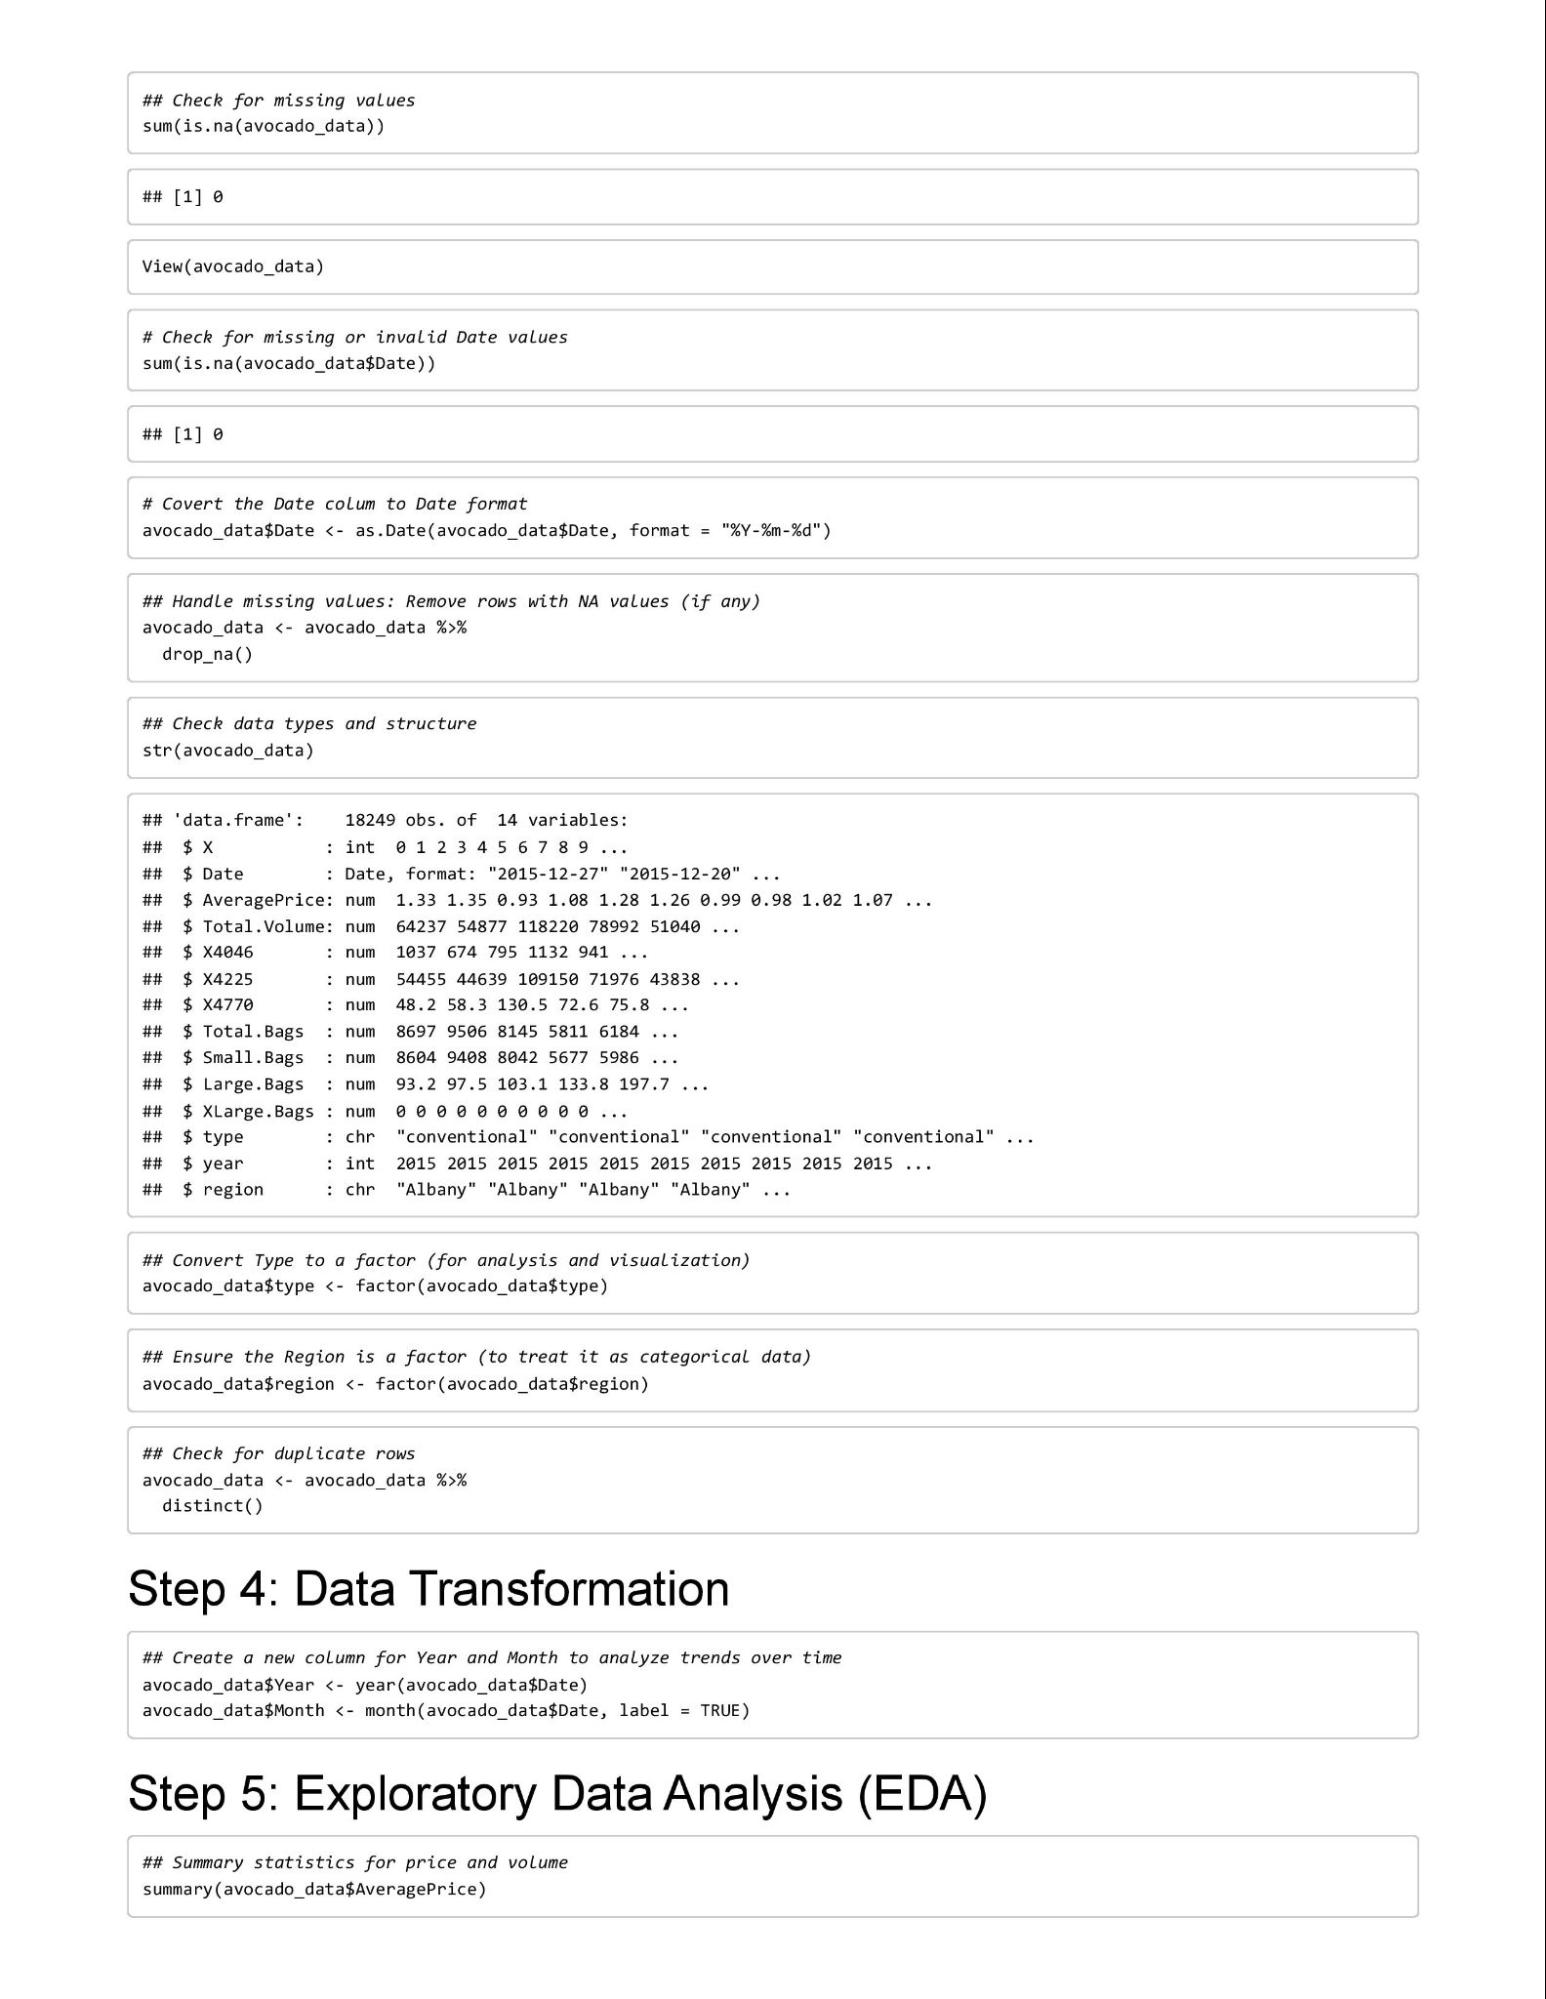 ## Check for missing values
sum(is.na(avocado_data))
## [1] 0
View(avocado_data)
# Check for missing or invalid Date values
sum(is.na(avocado_data$Date))
## [1] 0
# Covert the Date colum to Date format
avocado_data$Date <- as.Date(avocado_data$Date, format = "%Y-%m-%d")
## Handle missing values: Remove rows with NA values (if any)
avocado_data <- avocado_data %>%
  drop_na()
## Check data types and structure
str(avocado_data)
## 'data.frame':    18249 obs. of  14 variables:
##  $ X           : int  0 1 2 3 4 5 6 7 8 9 ...
##  $ Date        : Date, format: "2015-12-27" "2015-12-20" ...
##  $ AveragePrice: num  1.33 1.35 0.93 1.08 1.28 1.26 0.99 0.98 1.02 1.07 ...
##  $ Total.Volume: num  64237 54877 118220 78992 51040 ...
##  $ X4046       : num  1037 674 795 1132 941 ...
##  $ X4225       : num  54455 44639 109150 71976 43838 ...
##  $ X4770       : num  48.2 58.3 130.5 72.6 75.8 ...
##  $ Total.Bags  : num  8697 9506 8145 5811 6184 ...
##  $ Small.Bags  : num  8604 9408 8042 5677 5986 ...
##  $ Large.Bags  : num  93.2 97.5 103.1 133.8 197.7 ...
##  $ XLarge.Bags : num  0 0 0 0 0 0 0 0 0 0 ...
##  $ type        : chr  "conventional" "conventional" "conventional" "conventional" ...
##  $ year        : int  2015 2015 2015 2015 2015 2015 2015 2015 2015 2015 ...
##  $ region      : chr  "Albany" "Albany" "Albany" "Albany" ...
## Convert Type to a factor (for analysis and visualization)
avocado_data$type <- factor(avocado_data$type)
## Ensure the Region is a factor (to treat it as categorical data)
avocado_data$region <- factor(avocado_data$region)
## Check for duplicate rows
avocado_data <- avocado_data %>%
  distinct()
Step 4: Data Transformation
## Create a new column for Year and Month to analyze trends over time
avocado_data$Year <- year(avocado_data$Date)
avocado_data$Month <- month(avocado_data$Date, label = TRUE)
Step 5: Exploratory Data Analysis (EDA)
## Summary statistics for price and volume
summary(avocado_data$AveragePrice)